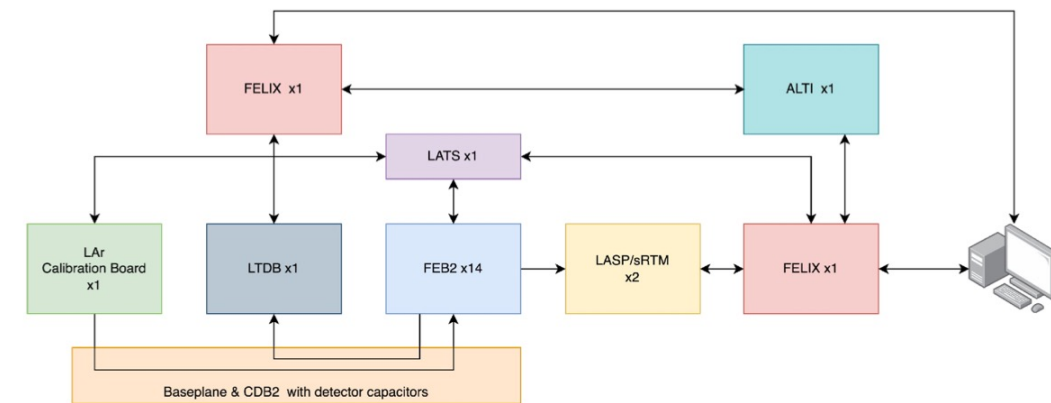 FELIX x1
ALTI x1
LATS x1
LAr
Calibration Board
x1
LTDB x1
FEB2 x14
LASP/sRTM
x2
FELIX x1
Baseplane & CDB2 with detector capacitors